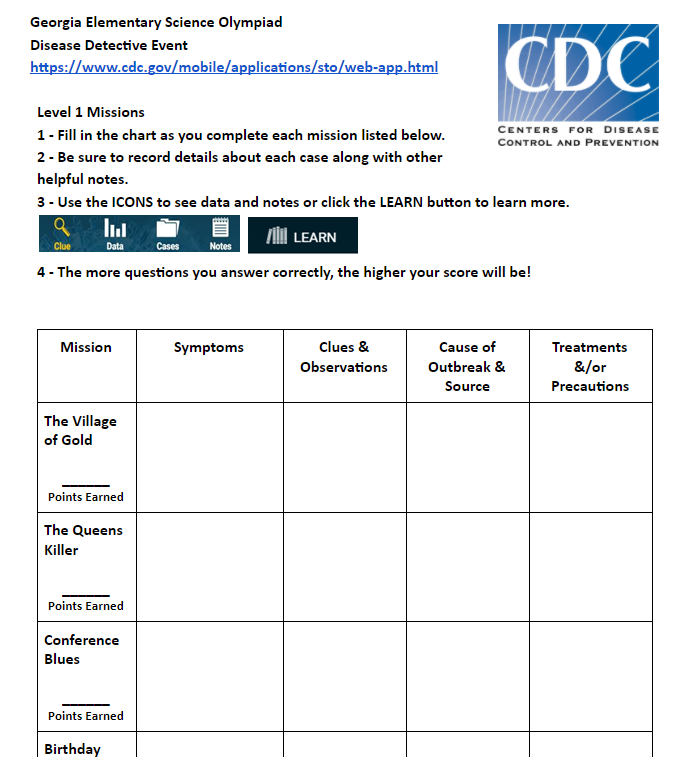 Georgia Elementary Science Olympiad
Disease Detective Event
https://www.cdc.gov/mobile/applications/sto/web-app.html
CDC
CENTERS FOR DISEASE
CONTROL AND PREVENTION
Level 1 Missions
1 - Fill in the chart as you complete each mission listed below.
2 - Be sure to record details about each case along with other
helpful notes.
3 - Use the ICONS to see data and notes or click the LEARN button to learn more.
Clue Data Cases Notes LEARN
4 - The more questions you answer correctly, the higher your score will be!
Mission Symptoms Clues & Cause of Treatments
Observations Outbreak & &/or
Source Precautions
The Village
of Gold
______
Points Earned
The Queens
Killer
______
Points Earned
Conference
Blues
______
Points Earned
Birthday